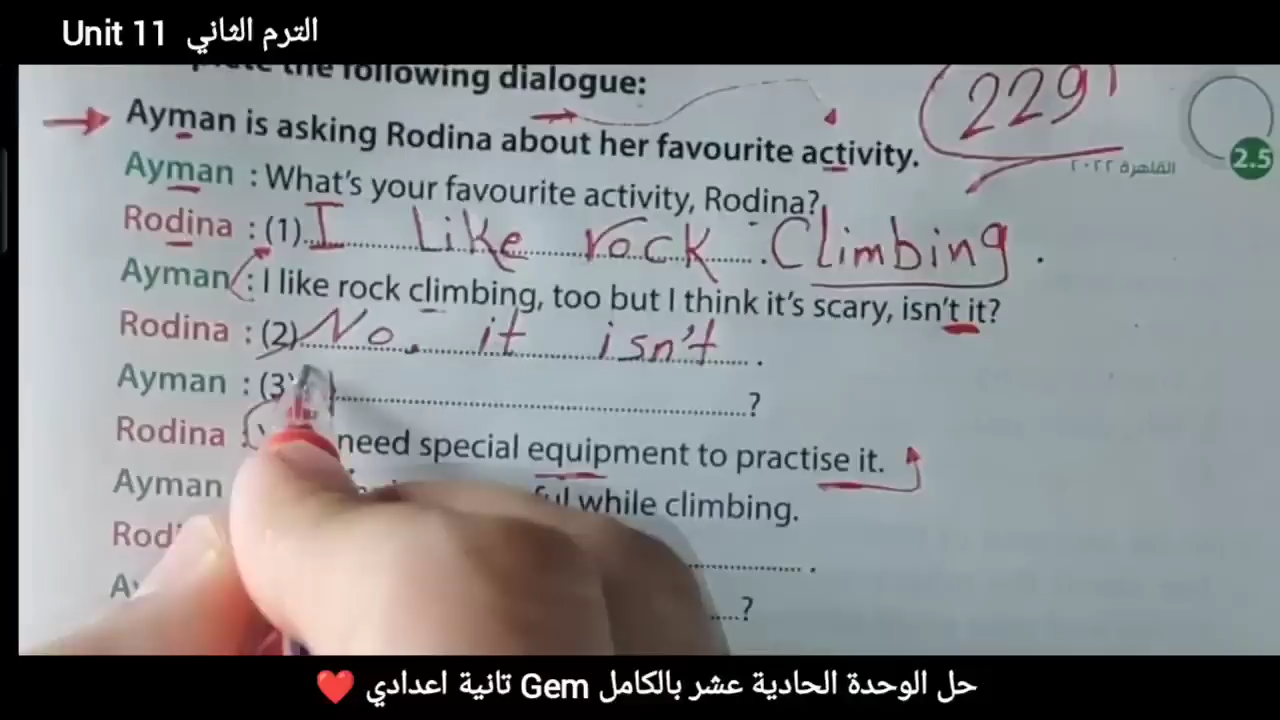 Unit 11 الترم الثاني
the following dialogue:
229
Ayman is asking Rodina about her favourite activity.
2.5
القاهرة ٢٠٢٢
Ayman : What's your favourite activity, Rodina?
Rodina : (1) I Like rock Climbing.
Ayman : I like rock climbing, too but I think it's scary, isn't it?
Rodina : (2) No, it isn't.
Ayman : (3) ?
Rodina : need special equipment to practise it.
Ayman while climbing.
.
?
حل الوحدة الحادية عشر بالكامل Gem تانية اعدادي ❤️